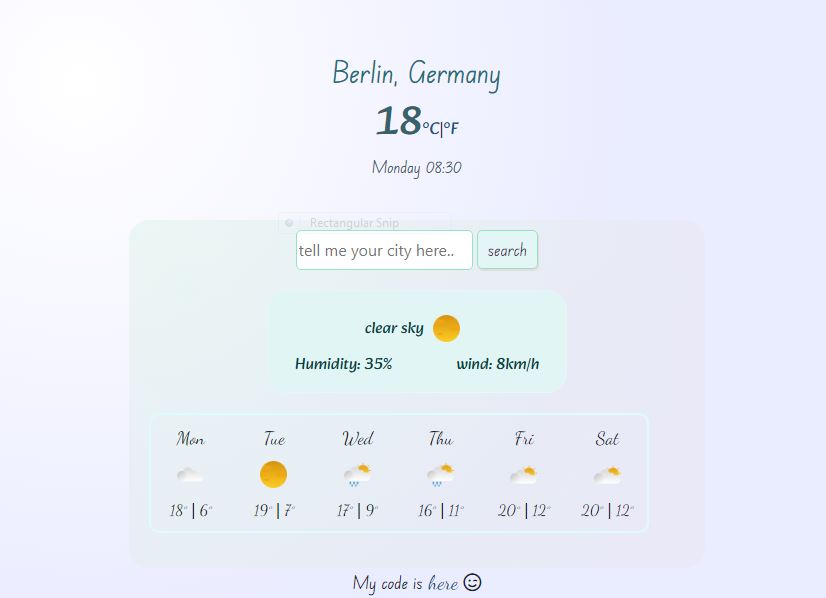 Berlin, Germany
18°C|°F
Monday 08:30
Rectangular Snip
tell me your city here.. search
clear sky
Humidity: 35% wind: 8km/h
Mon Tue Wed Thu Fri Sat
18° | 6° 19° | 7° 17° | 9° 16° | 11° 20° | 12° 20° | 12°
My code is here